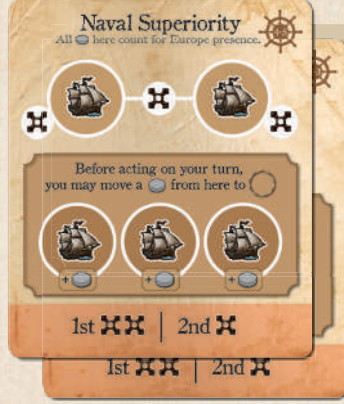 Naval Superiority
All here count for Europe presence.
Before acting on your turn,
you may move a from here to
+ + +
1st | 2nd
1st | 2nd